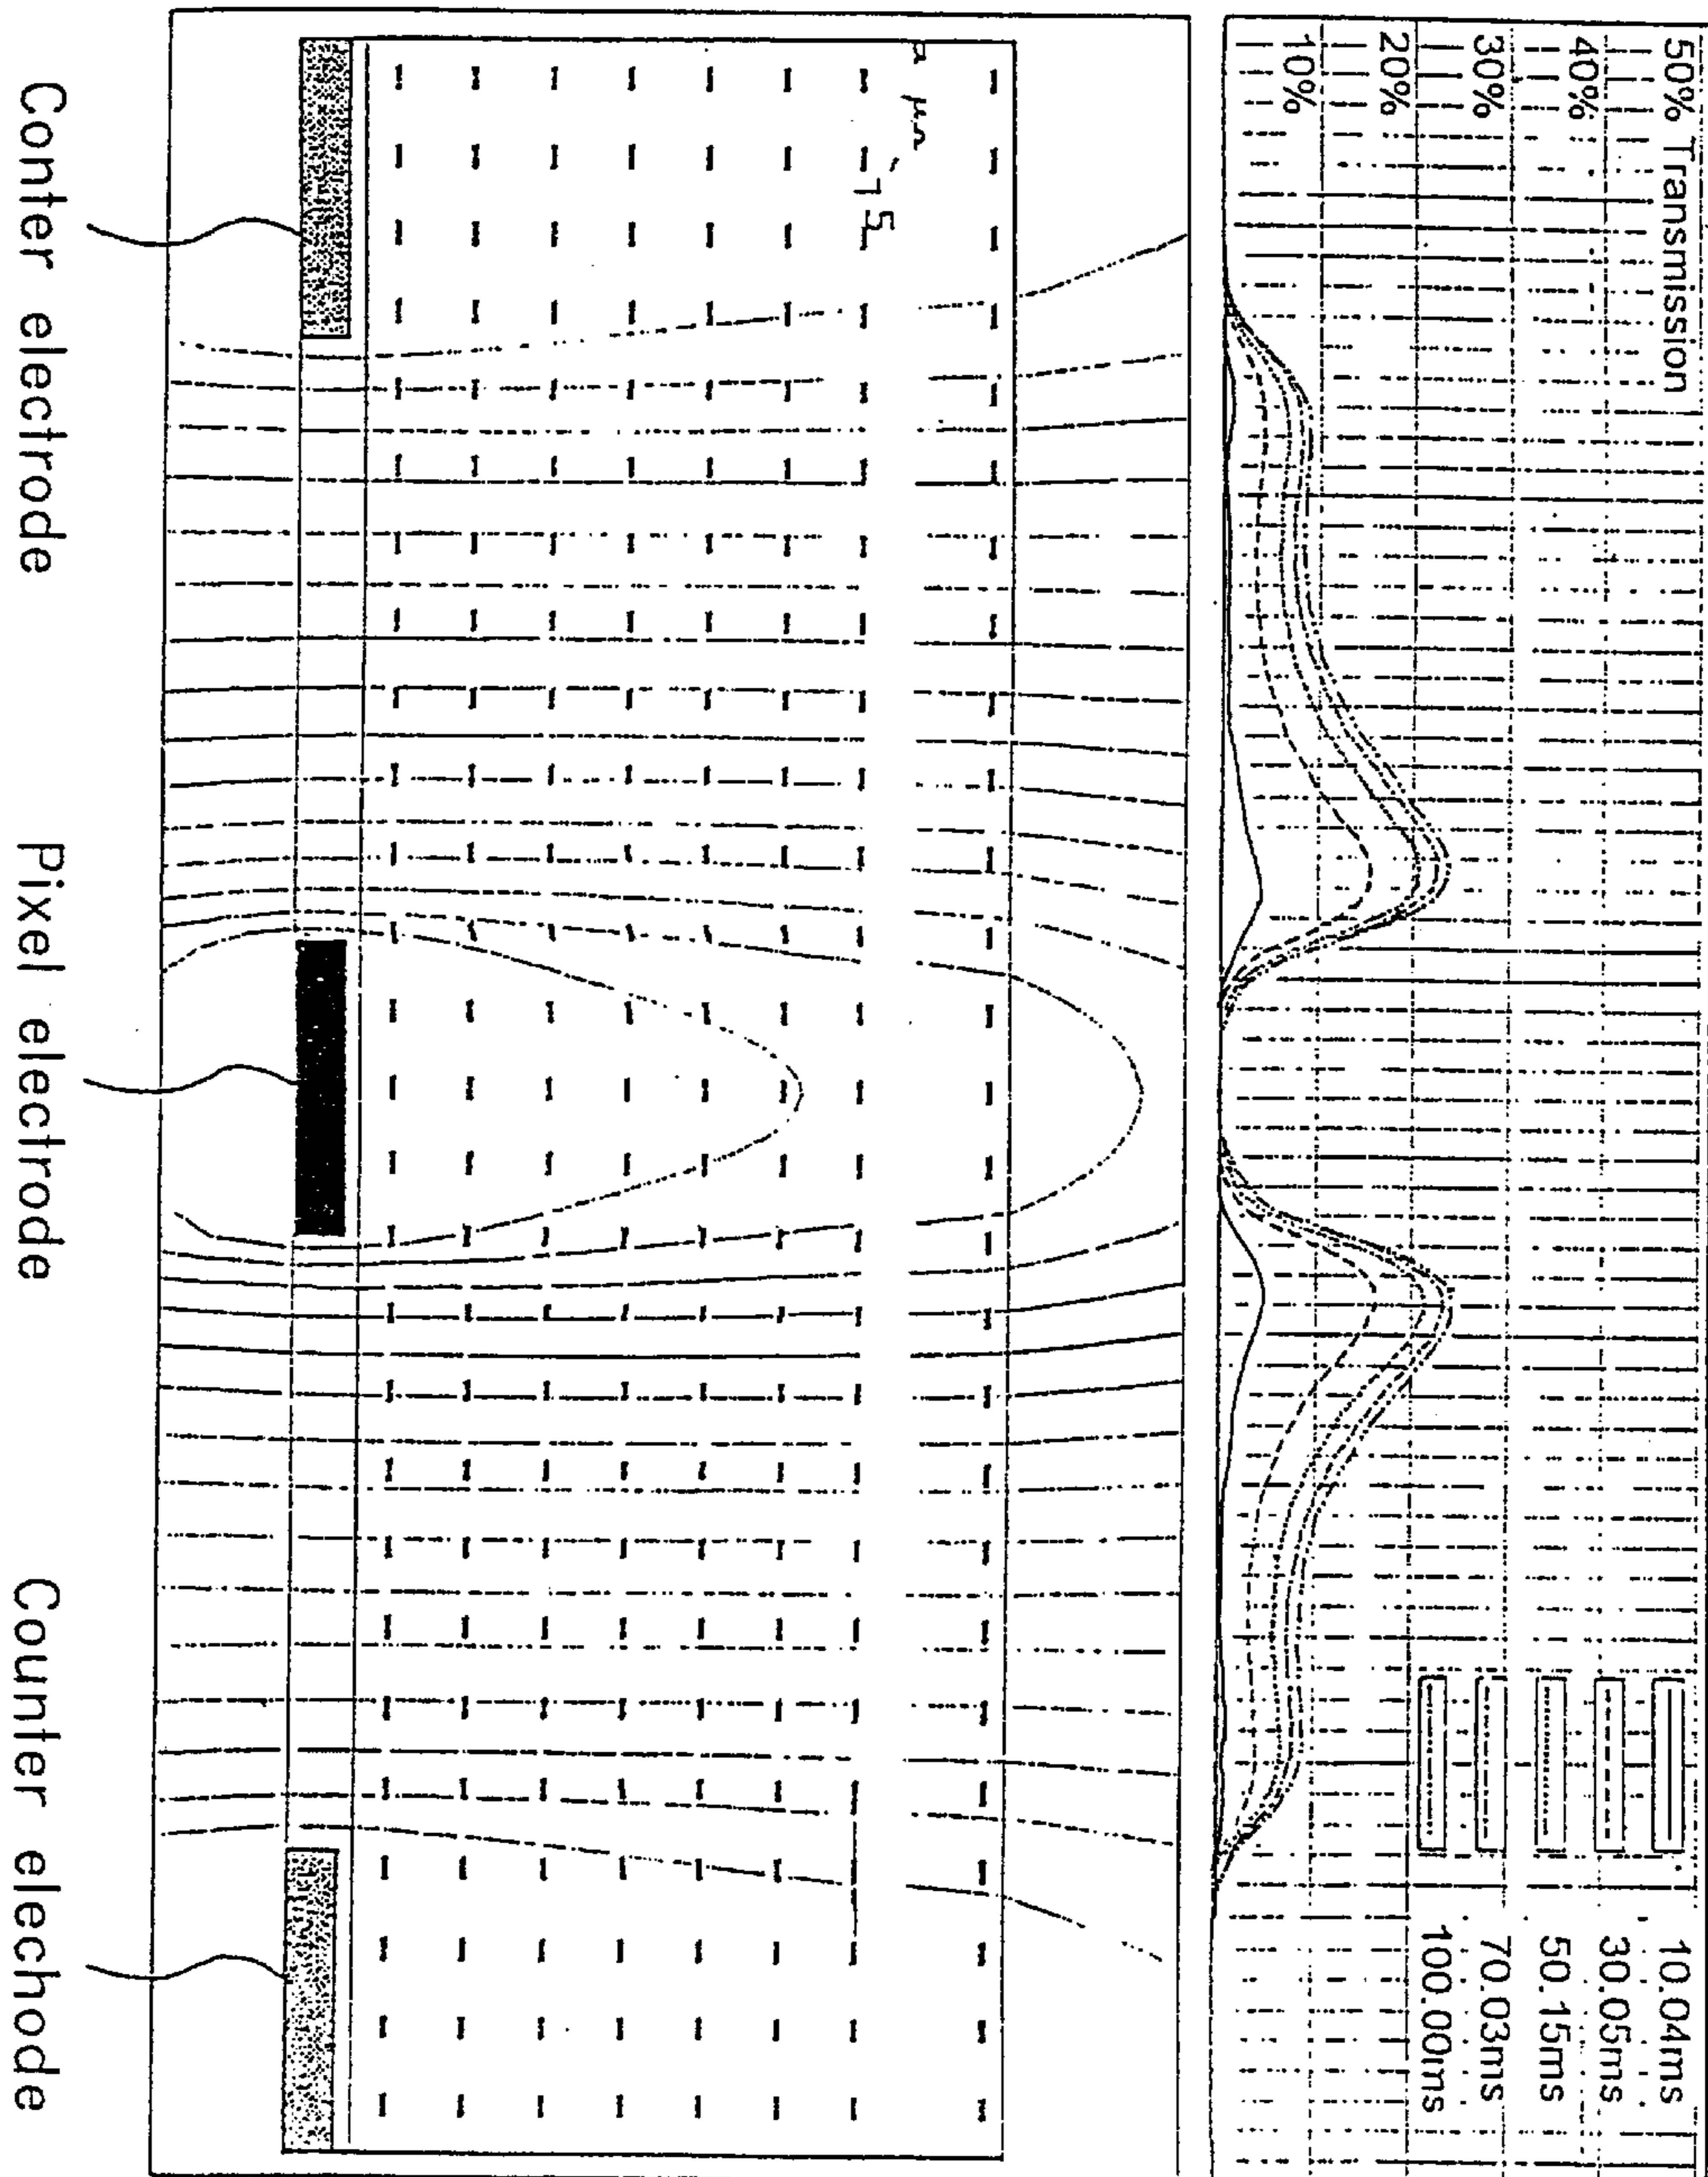 50% Transmission
40%
30%
20%
10%
10.04ms
30.05ms
50.15ms
70.03ms
100.00ms
Conter electrode
Pixel electrode
Counter elechode